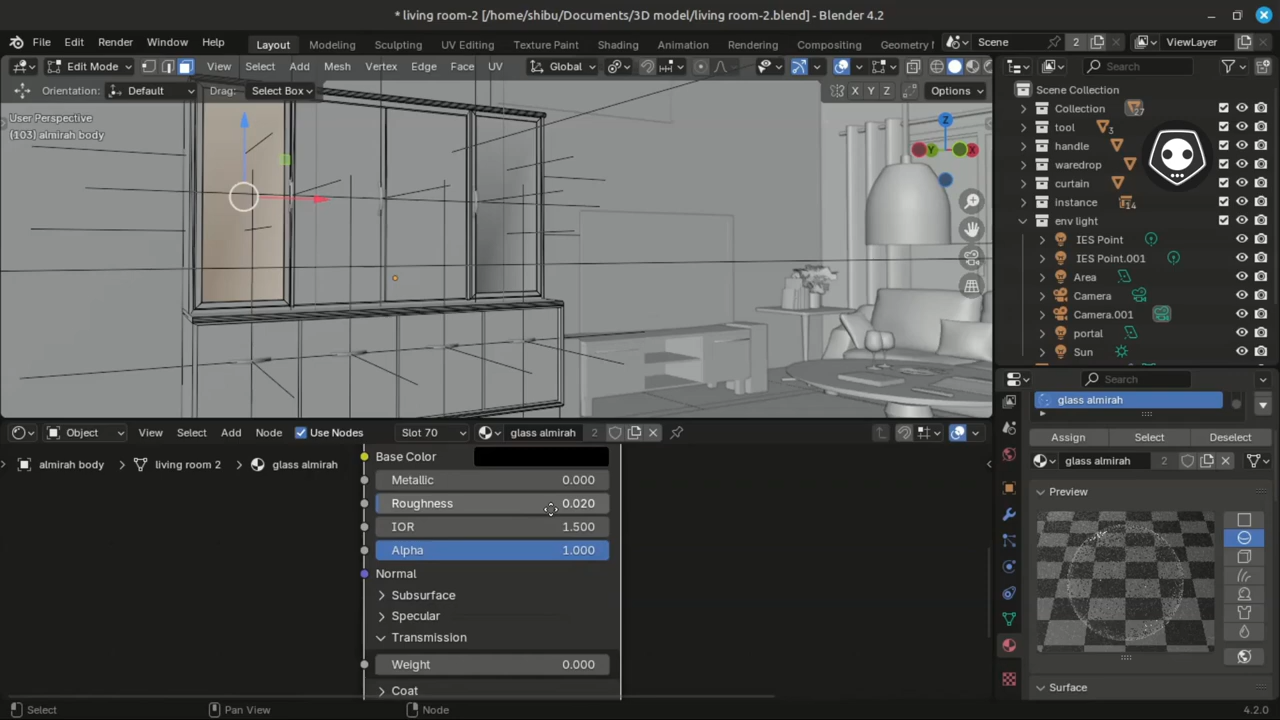 * living room-2 [/home/shibu/Documents/3D model/living room-2.blend] - Blender 4.2
File Edit Render Window Help Layout Modeling Sculpting UV Editing Texture Paint Shading Animation Rendering Compositing Geometry N Scene 2 ViewLayer
Edit Mode View Select Add Mesh Vertex Edge Face UV Global Search
Orientation: Default Drag: Select Box X Y Z Options
User Perspective
(103) almirah body
Z
Y X
Scene Collection
Collection 27
tool 3
handle
waredrop
curtain
instance 14
env light
IES Point
IES Point.001
Area
Camera
Camera.001
portal
Sun
Search
glass almirah
Assign Select Deselect
glass almirah 2
Preview
Surface
Object View Select Add Node Use Nodes Slot 70 glass almirah 2
almirah body > living room 2 > glass almirah
Base Color
Metallic 0.000
Roughness 0.020
IOR 1.500
Alpha 1.000
Normal
Subsurface
Specular
Transmission
Weight 0.000
Coat
Select Pan View Node 4.2.0